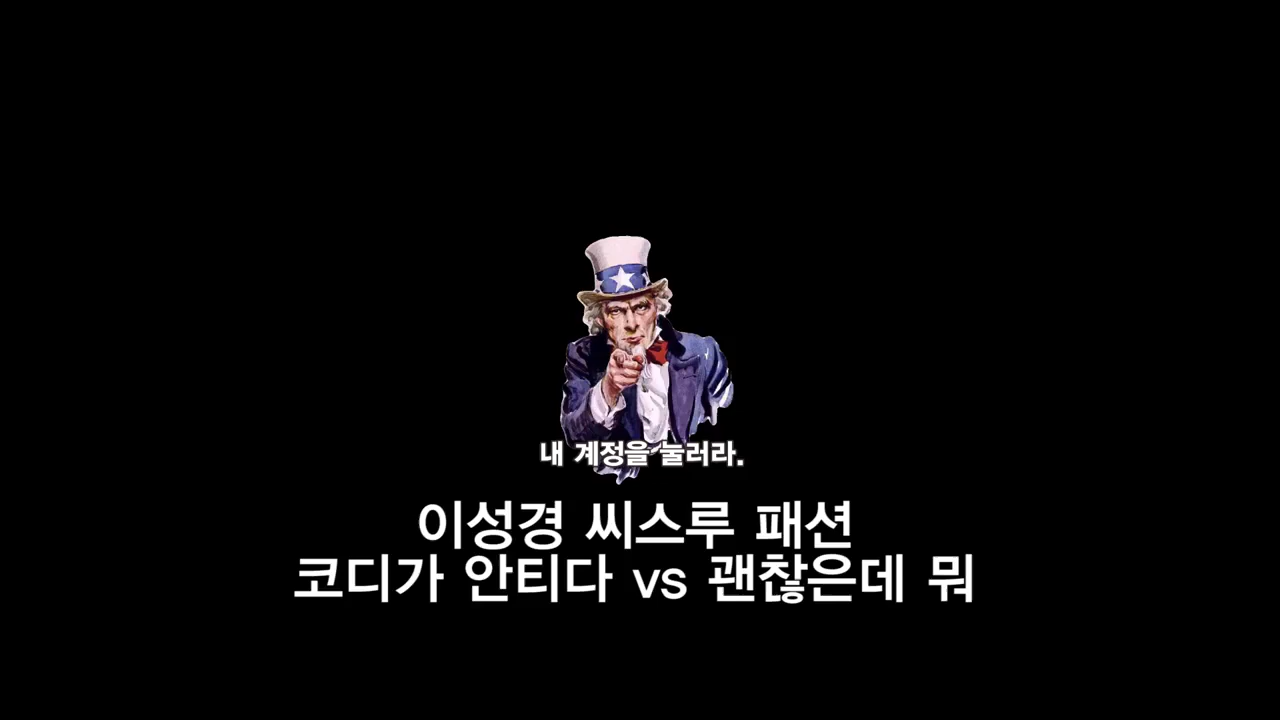 내 계정을 눌러라.
이성경 씨스루 패션
코디가 안티다 vs 괜찮은데 뭐